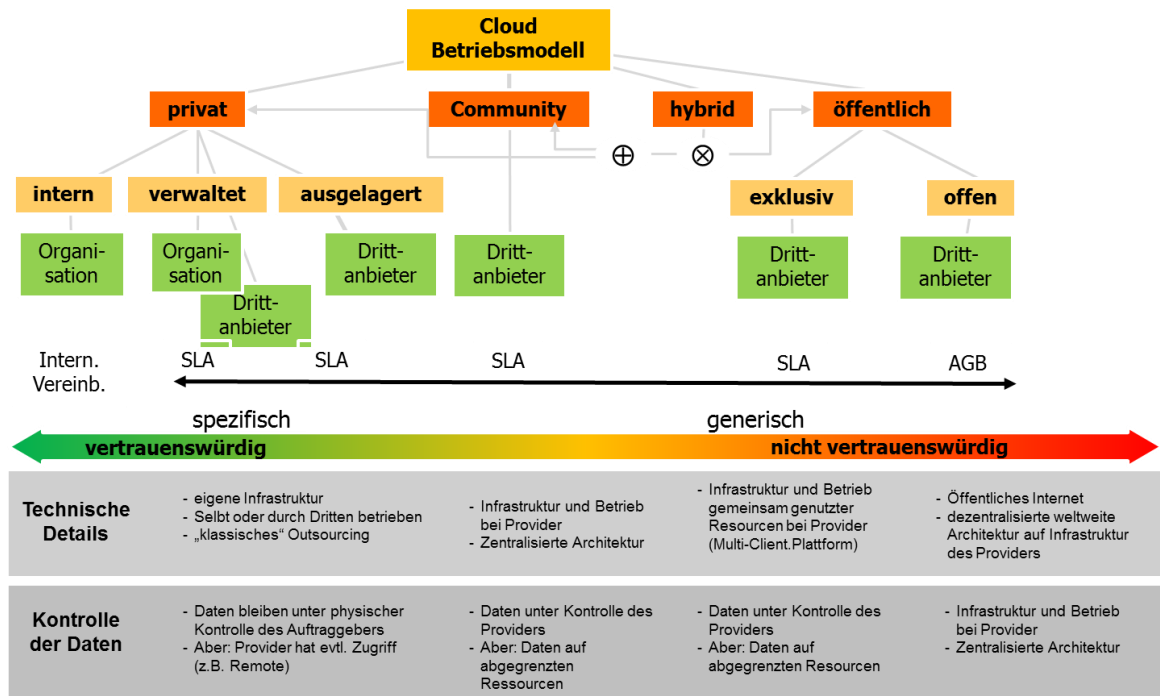 Cloud
Betriebsmodell
privat
Community
hybrid
öffentlich
intern
verwaltet
ausgelagert
exklusiv
offen
Organi-
sation
Organi-
sation
Dritt-
anbieter
Dritt-
anbieter
Dritt-
anbieter
Dritt-
anbieter
Dritt-
anbieter
Intern.
Vereinb.
SLA
SLA
SLA
SLA
AGB
spezifisch
generisch
vertrauenswürdig
nicht vertrauenswürdig
Technische
Details
- eigene Infrastruktur
- Selbt oder durch Dritten betrieben
- „klassisches“ Outsourcing
- Infrastruktur und Betrieb
bei Provider
- Zentralisierte Architektur
- Infrastruktur und Betrieb
gemeinsam genutzter
Resourcen bei Provider
(Multi-Client.Plattform)
- Öffentliches Internet
- dezentralisierte weltweite
Architektur auf Infrastruktur
des Providers
Kontrolle
der Daten
- Daten bleiben unter physischer
Kontrolle des Auftraggebers
- Aber: Provider hat evtl. Zugriff
(z.B. Remote)
- Daten unter Kontrolle des
Providers
- Aber: Daten auf
abgegrenzten
Ressourcen
- Daten unter Kontrolle des
Providers
- Aber: Daten auf
abgegrenzten Resourcen
- Infrastruktur und Betrieb
bei Provider
- Zentralisierte Architektur